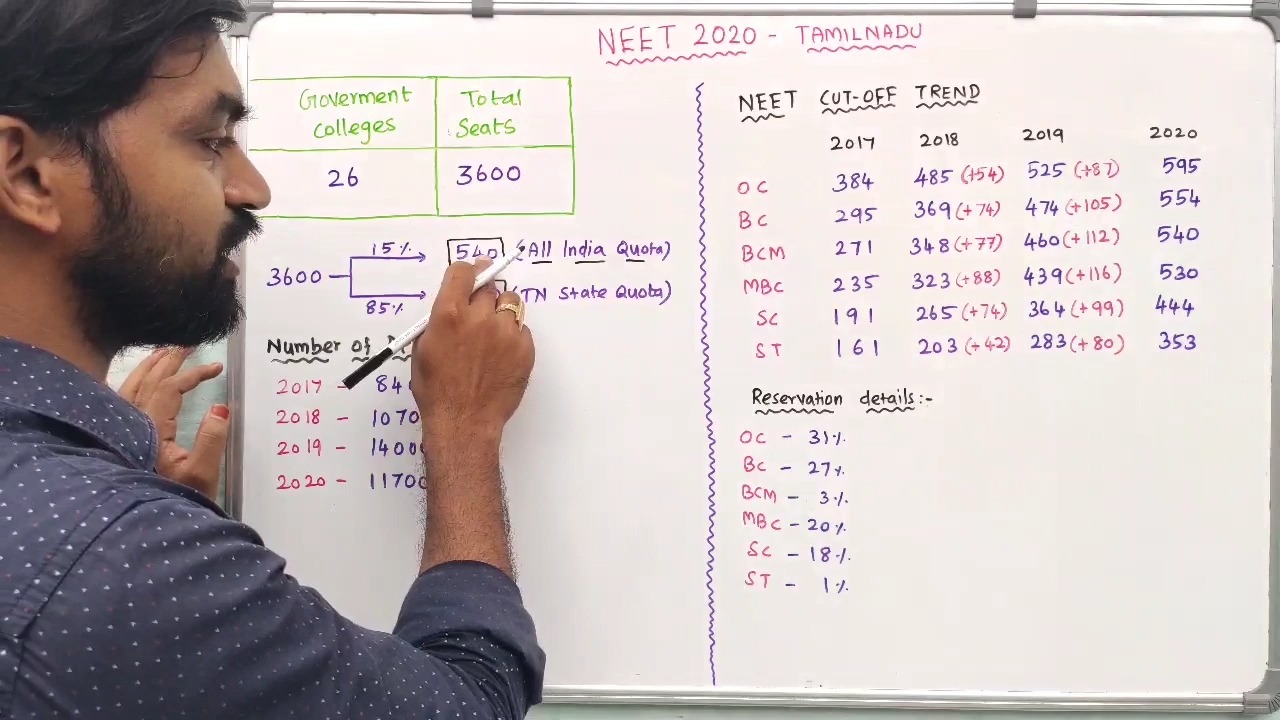 NEET 2020 - TAMILNADU
Goverment colleges
Total Seats
26
3600
3600
15%
540 (All India Quota)
85%
(TN State Quota)
Number of
2017 - 840
2018 - 1070
2019 - 1400
2020 - 11700
NEET CUT-OFF TREND
2017 2018 2019 2020
OC 384 485 (+54) 525 (+87) 595
BC 295 369 (+74) 474 (+105) 554
BCM 271 348 (+77) 460 (+112) 540
MBC 235 323 (+88) 439 (+116) 530
SC 191 265 (+74) 364 (+99) 444
ST 161 203 (+42) 283 (+80) 353
Reservation details:-
OC - 31%
BC - 27%
BCM - 3%
MBC - 20%
SC - 18%
ST - 1%